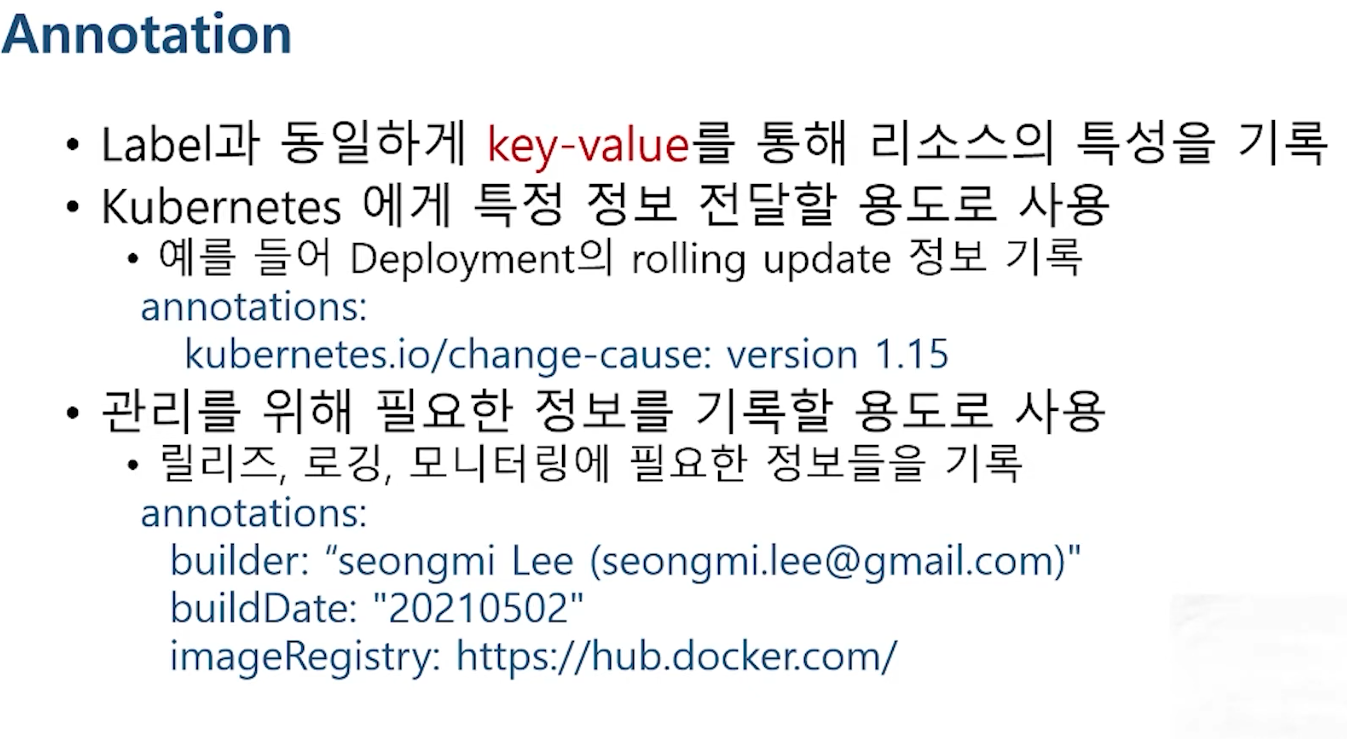 Annotation
• Label과 동일하게 key-value를 통해 리소스의 특성을 기록
• Kubernetes 에게 특정 정보 전달할 용도로 사용
• 예를 들어 Deployment의 rolling update 정보 기록
annotations:
kubernetes.io/change-cause: version 1.15
• 관리를 위해 필요한 정보를 기록할 용도로 사용
• 릴리즈, 로깅, 모니터링에 필요한 정보들을 기록
annotations:
builder: “seongmi Lee (seongmi.lee@gmail.com)"
buildDate: "20210502"
imageRegistry: https://hub.docker.com/